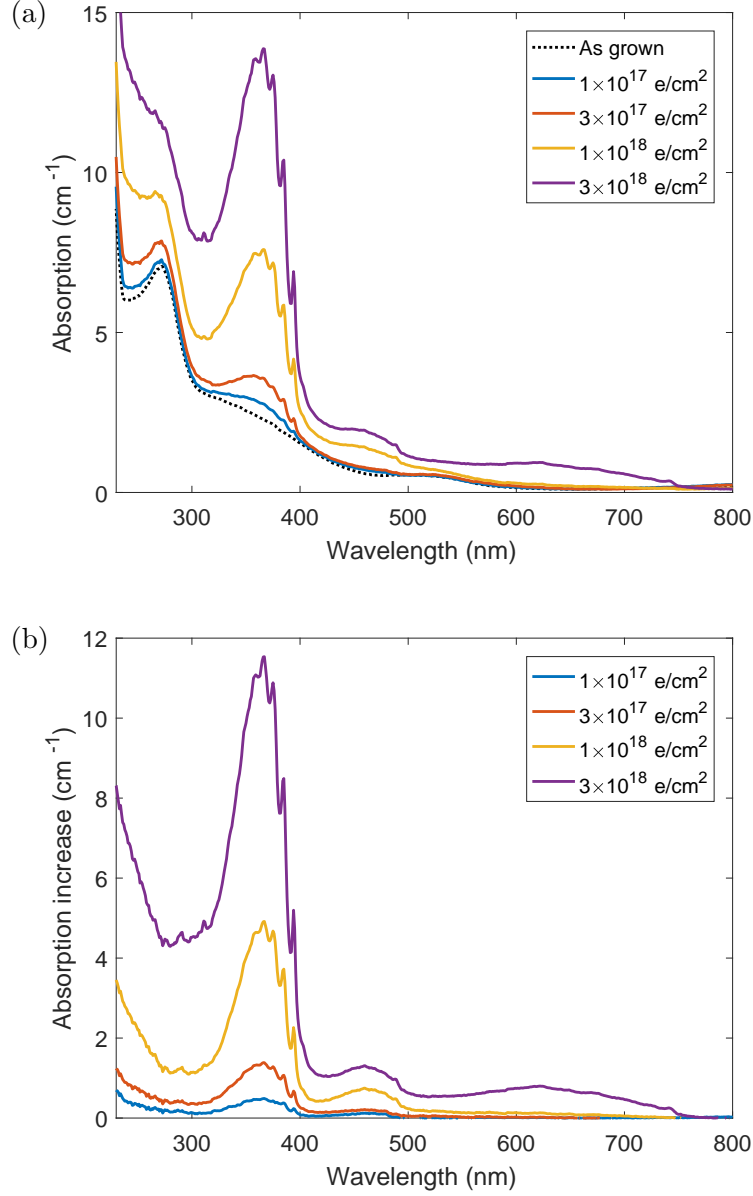 (a)
15
10
5
0
Absorption (cm⁻¹)
As grown
1×10¹⁷ e/cm²
3×10¹⁷ e/cm²
1×10¹⁸ e/cm²
3×10¹⁸ e/cm²
300 400 500 600 700 800
Wavelength (nm)
(b)
12
10
8
6
4
2
0
Absorption increase (cm⁻¹)
1×10¹⁷ e/cm²
3×10¹⁷ e/cm²
1×10¹⁸ e/cm²
3×10¹⁸ e/cm²
300 400 500 600 700 800
Wavelength (nm)